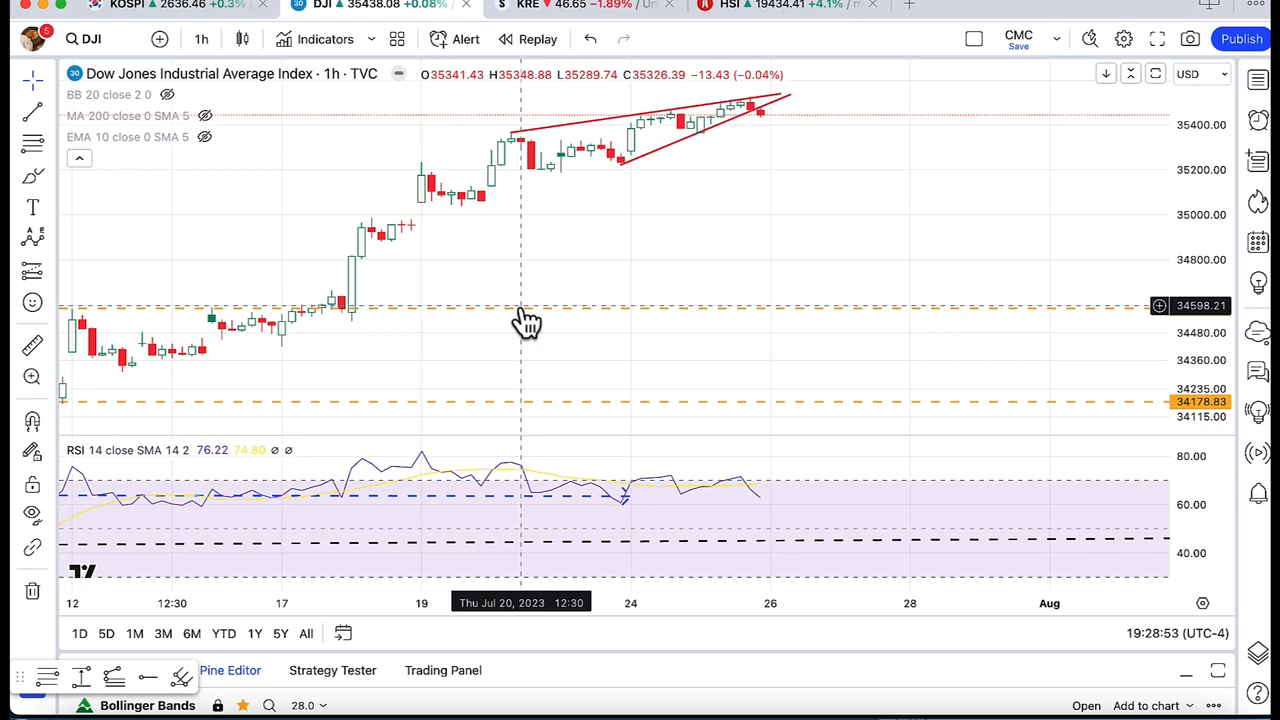 KOSPI ▲ 2636.46 +0.3%
30 DJI ▲ 35438.08 +0.08%
S KRE ▼ 46.65 −1.89% / Un
HSI ▲ 19434.41 +4.1% /
5 DJI 1h Indicators Alert Replay CMC Save Publish
30 Dow Jones Industrial Average Index · 1h · TVC O35341.43 H35348.88 L35289.74 C35326.39 −13.43 (−0.04%) USD
BB 20 close 2 0
MA 200 close 0 SMA 5
EMA 10 close 0 SMA 5
35400.00
35200.00
35000.00
34800.00
34598.21
34480.00
34360.00
34235.00
34178.83
34115.00
RSI 14 close SMA 14 2 76.22 74.80 ∅ ∅
80.00
60.00
40.00
12 12:30 17 19 Thu Jul 20, 2023 12:30 24 26 28 Aug
1D 5D 1M 3M 6M YTD 1Y 5Y All 19:28:53 (UTC-4)
Pine Editor Strategy Tester Trading Panel
Bollinger Bands 28.0 Open Add to chart